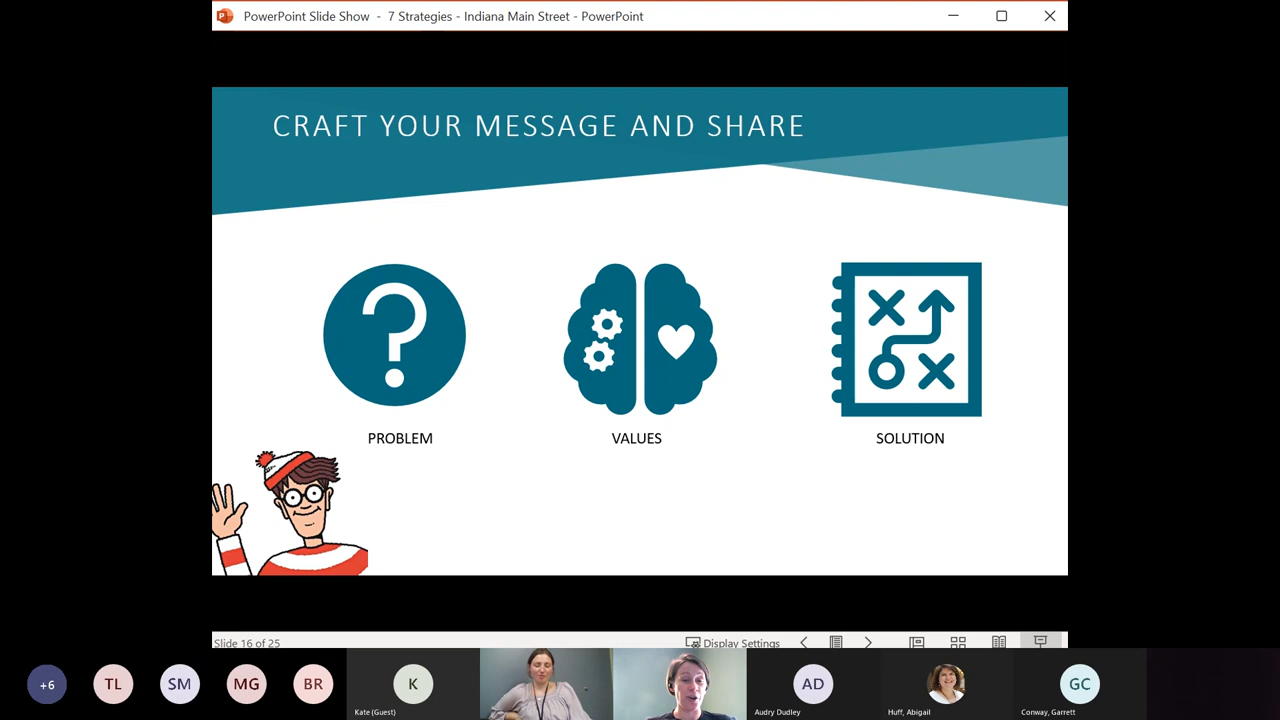 PowerPoint Slide Show - 7 Strategies - Indiana Main Street - PowerPoint
CRAFT YOUR MESSAGE AND SHARE
PROBLEM
VALUES
SOLUTION
Slide 16 of 25
Display Settings
+6
TL
SM
MG
BR
K
Kate (Guest)
AD
Audry Dudley
Huff, Abigail
GC
Conway, Garrett